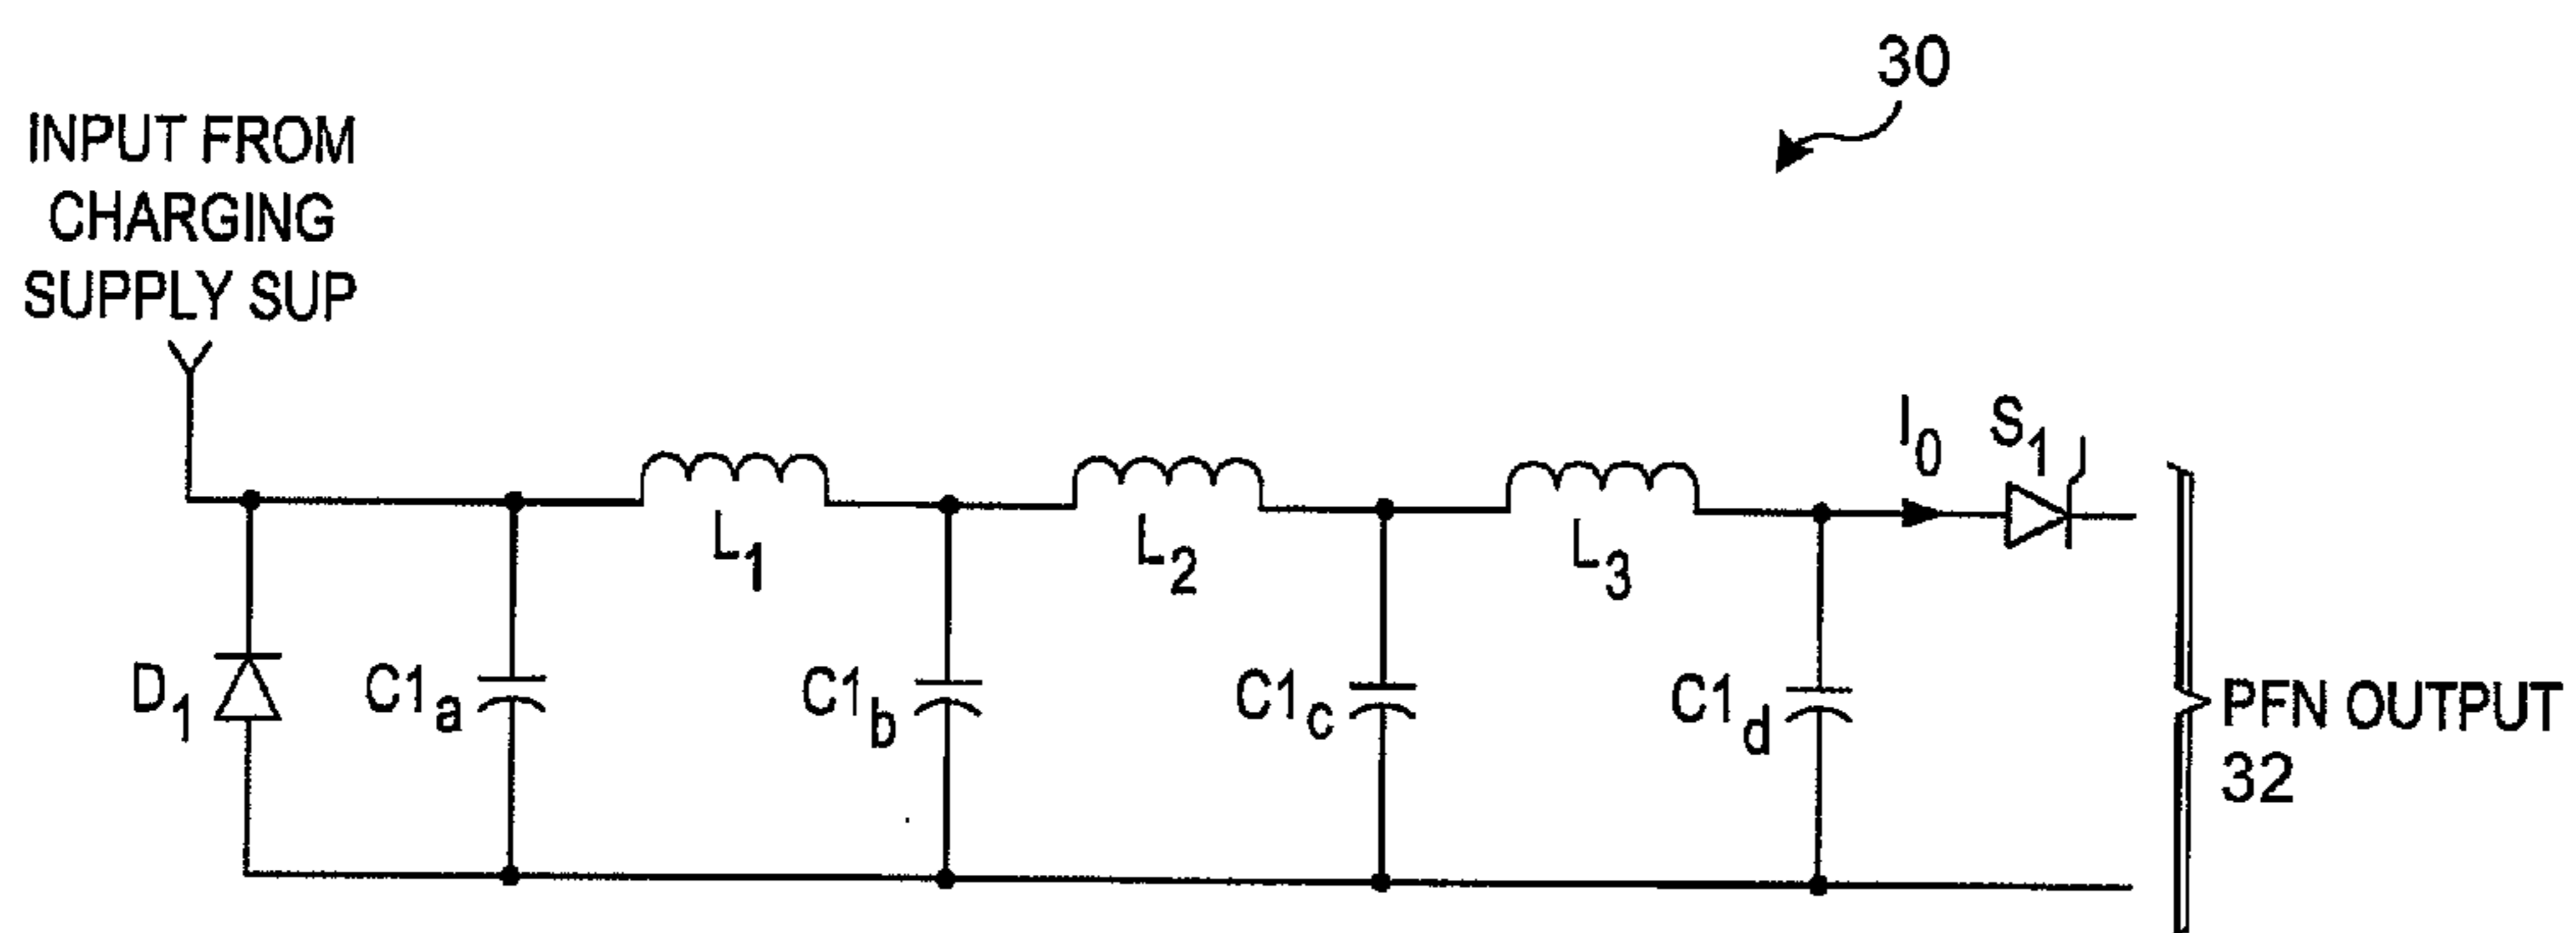 30
INPUT FROM
CHARGING
SUPPLY SUP
I0
S1
L1
L2
L3
D1
C1a
C1b
C1c
C1d
PFN OUTPUT
32